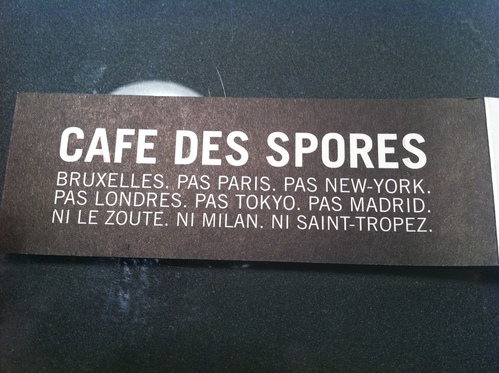 CAFE DES SPORES
BRUXELLES. PAS PARIS. PAS NEW-YORK.
PAS LONDRES. PAS TOKYO. PAS MADRID.
NI LE ZOUTE. NI MILAN. NI SAINT-TROPEZ.